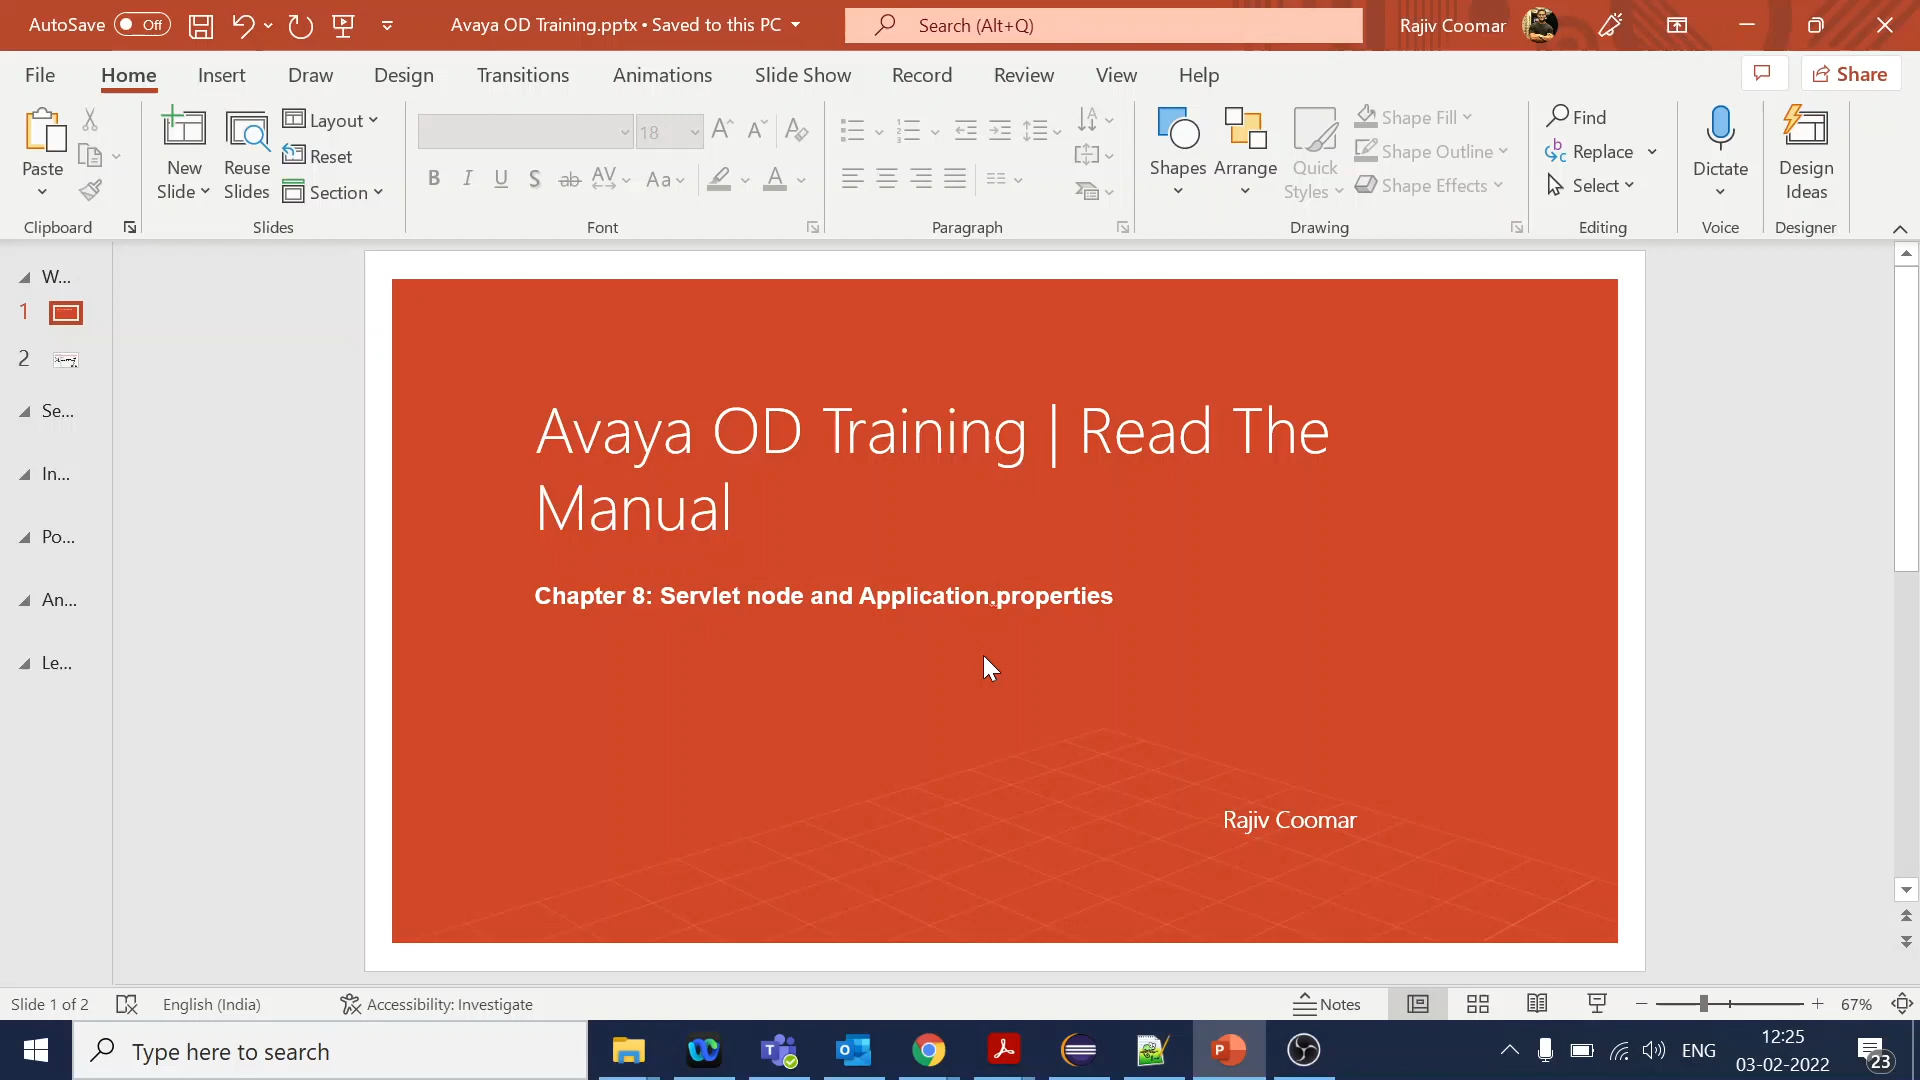 AutoSave Off Avaya OD Training.pptx • Saved to this PC Search (Alt+Q) Rajiv Coomar
File Home Insert Draw Design Transitions Animations Slide Show Record Review View Help Share
Paste
New Slide
Reuse Slides
Layout
Reset
Section
18
Shapes
Arrange
Quick Styles
Shape Fill
Shape Outline
Shape Effects
Find
Replace
Select
Dictate
Design Ideas
Clipboard Slides Font Paragraph Drawing Editing Voice Designer
W...
1
2
Se...
In...
Po...
An...
Le...
Avaya OD Training | Read The
Manual
Chapter 8: Servlet node and Application.properties
Rajiv Coomar
Slide 1 of 2 English (India) Accessibility: Investigate Notes 67%
Type here to search
ENG
12:25
03-02-2022
23